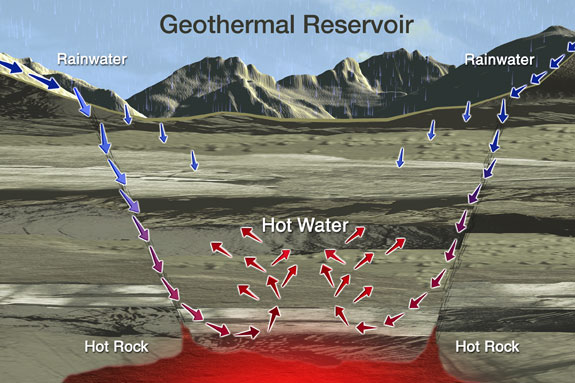 Geothermal Reservoir
Rainwater
Rainwater
Hot Water
Hot Rock
Hot Rock